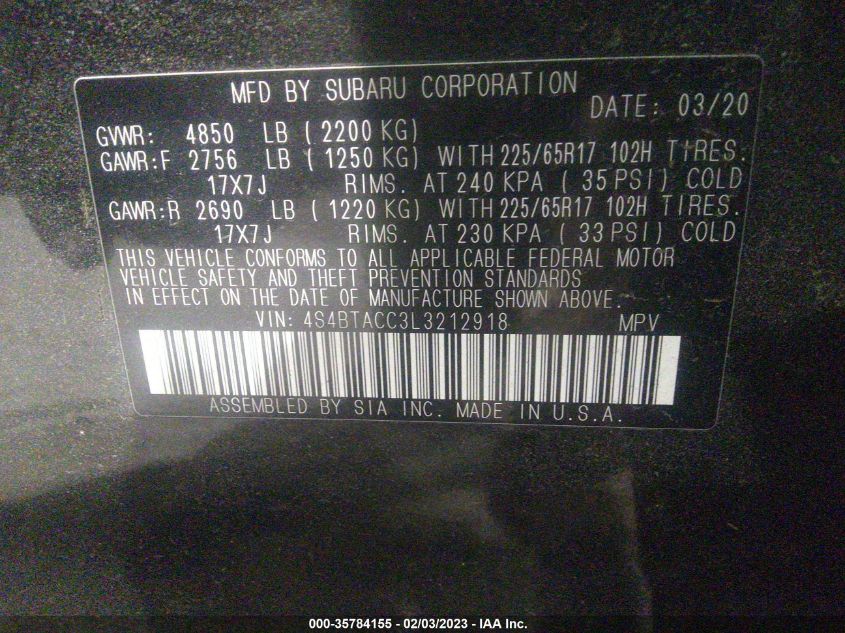 MFD BY SUBARU CORPORATION
DATE: 03/20
GVWR: 4850 LB ( 2200 KG)
GAWR:F 2756 LB ( 1250 KG) WITH 225/65R17 102H TIRES.
17X7J RIMS. AT 240 KPA ( 35 PSI) COLD
GAWR:R 2690 LB ( 1220 KG) WITH 225/65R17 102H TIRES.
17X7J RIMS. AT 230 KPA ( 33 PSI) COLD
THIS VEHICLE CONFORMS TO ALL APPLICABLE FEDERAL MOTOR
VEHICLE SAFETY AND THEFT PREVENTION STANDARDS
IN EFFECT ON THE DATE OF MANUFACTURE SHOWN ABOVE.
VIN: 4S4BTACC3L3212918 MPV
ASSEMBLED BY SIA INC. MADE IN U.S.A.
000-35784155 - 02/03/2023 - IAA Inc.